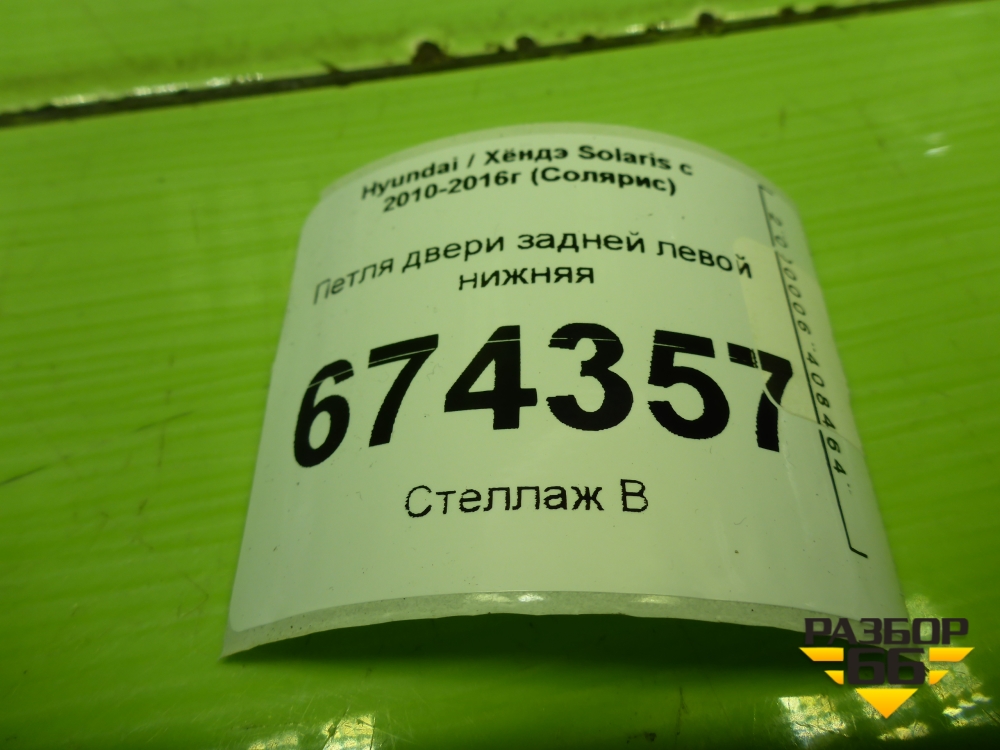 Hyundai / Хёндэ Solaris с
2010-2016г (Солярис)
Петля двери задней левой
нижняя
674357
Стеллаж В
РАЗБОР
66